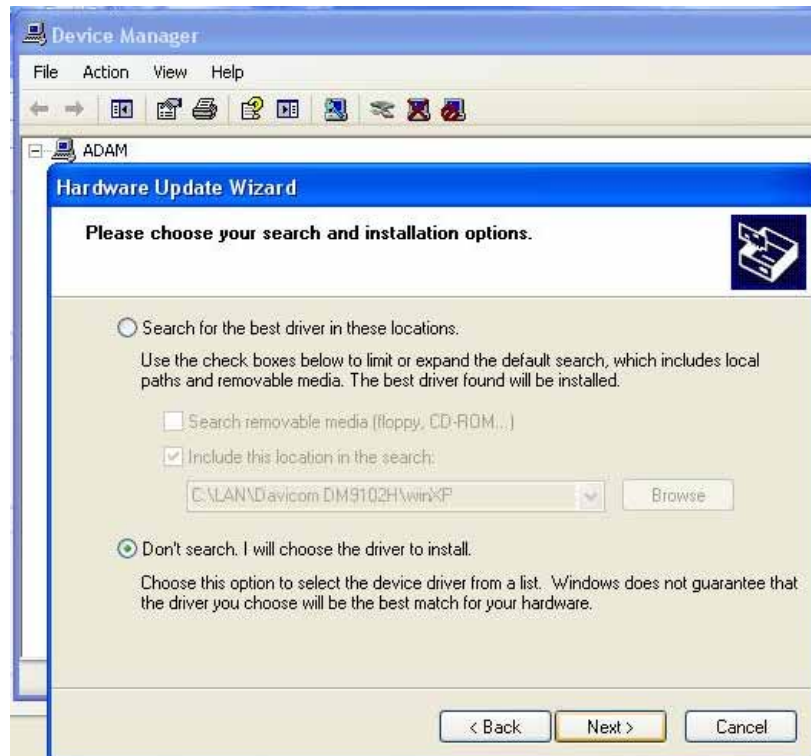 Device Manager
File Action View Help
ADAM
Hardware Update Wizard
Please choose your search and installation options.
Search for the best driver in these locations.
Use the check boxes below to limit or expand the default search, which includes local
paths and removable media. The best driver found will be installed.
Search removable media (floppy, CD-ROM...)
Include this location in the search:
C:\LAN\Davicom DM9102H\winXP
Browse
Don't search. I will choose the driver to install.
Choose this option to select the device driver from a list. Windows does not guarantee that
the driver you choose will be the best match for your hardware.
< Back Next > Cancel